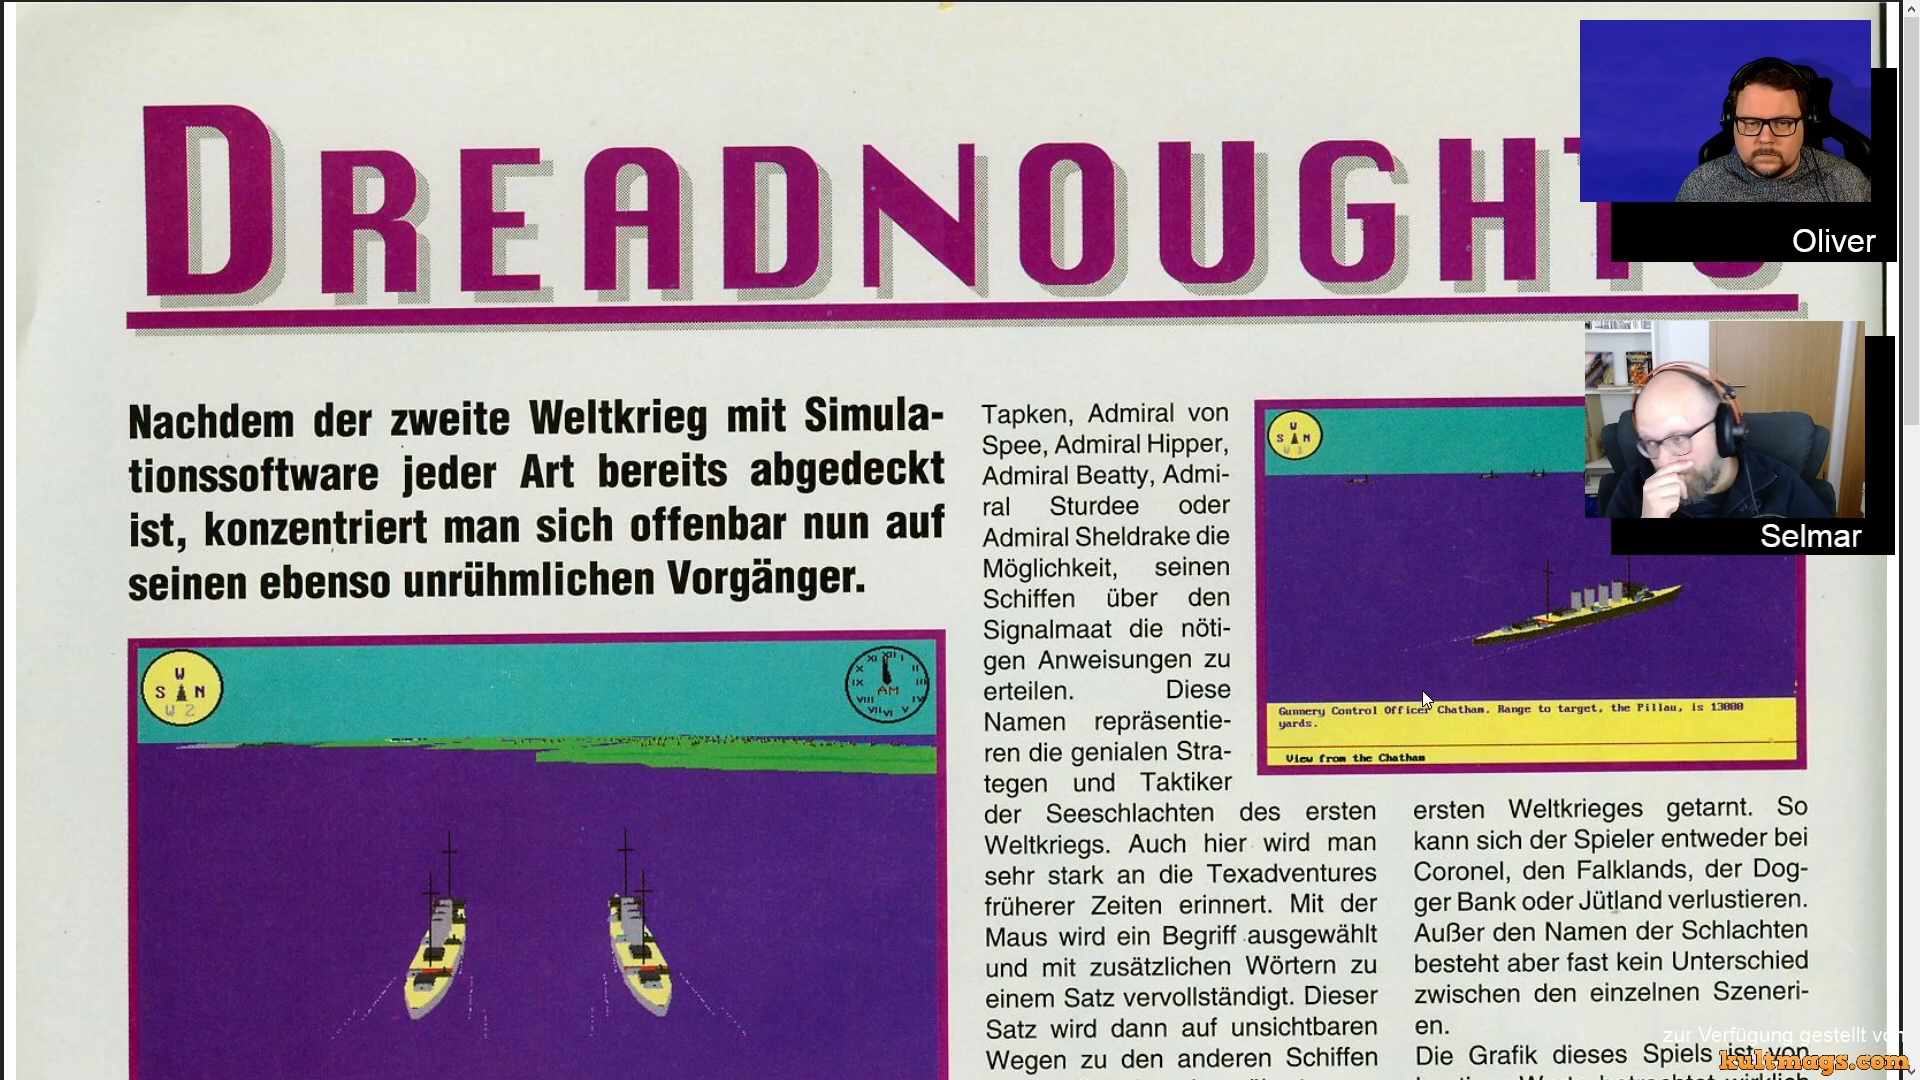 DREADNOUGHTS
Oliver
Selmar
Nachdem der zweite Weltkrieg mit Simula-
tionssoftware jeder Art bereits abgedeckt
ist, konzentriert man sich offenbar nun auf
seinen ebenso unrühmlichen Vorgänger.
W
S N
W 2
AM
Tapken, Admiral von
Spee, Admiral Hipper,
Admiral Beatty, Admi-
ral Sturdee oder
Admiral Sheldrake die
Möglichkeit, seinen
Schiffen über den
Signalmaat die nöti-
gen Anweisungen zu
erteilen. Diese
Namen repräsentie-
ren die genialen Stra-
tegen und Taktiker
der Seeschlachten des ersten
Weltkriegs. Auch hier wird man
sehr stark an die Texadventures
früherer Zeiten erinnert. Mit der
Maus wird ein Begriff ausgewählt
und mit zusätzlichen Wörtern zu
einem Satz vervollständigt. Dieser
Satz wird dann auf unsichtbaren
Wegen zu den anderen Schiffen
W
S N
Gunnery Control Officer Chatham. Range to target, the Pillau, is 13000
yards.
View from the Chatham
ersten Weltkrieges getarnt. So
kann sich der Spieler entweder bei
Coronel, den Falklands, der Dog-
ger Bank oder Jütland verlustieren.
Außer den Namen der Schlachten
besteht aber fast kein Unterschied
zwischen den einzelnen Szeneri-
en.
Die Grafik dieses Spiels ist von
zur Verfügung gestellt von
kultmags.com